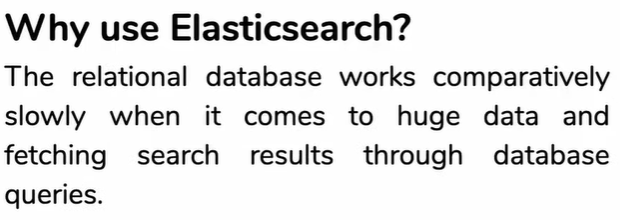 Why use Elasticsearch?
The relational database works comparatively
slowly when it comes to huge data and
fetching search results through database
queries.